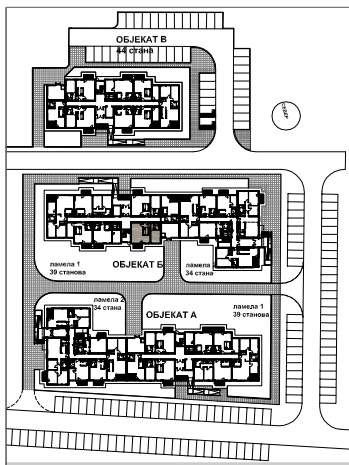 ОБЈЕКАТ В
44 стана
СЕВЕР
ОБЈЕКАТ Б
ламела 1
39 станова
ламела
34 стана
ламела 2
34 стана
ламела 1
39 станова
ОБЈЕКАТ А